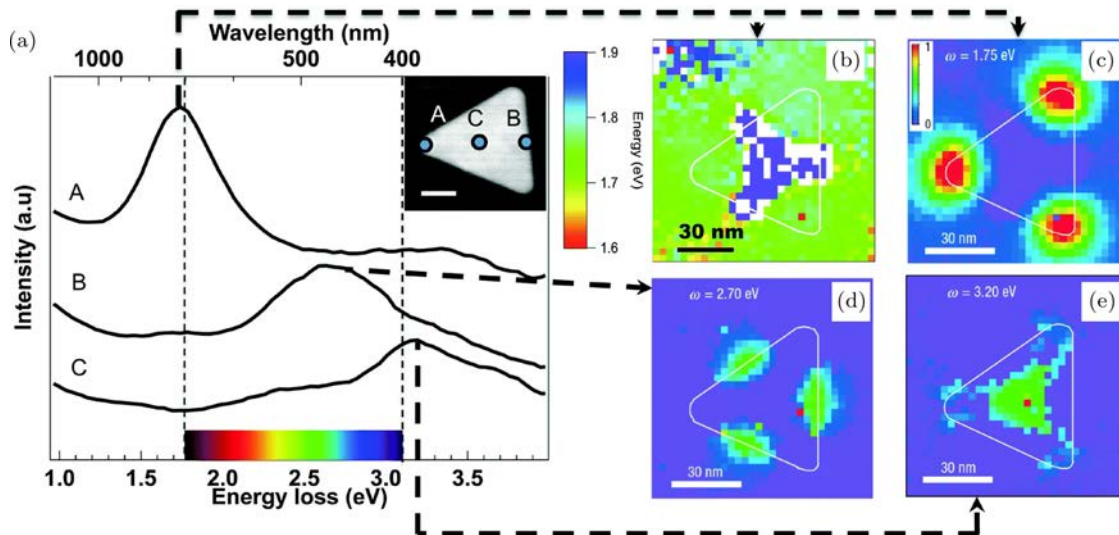 (a)
Wavelength (nm)
1000 500 400
Intensity (a.u)
A
B
C
A C B
1.0 1.5 2.0 2.5 3.0 3.5
Energy loss (eV)
1.9
1.8
1.7
1.6
Energy (eV)
(b)
30 nm
(c)
ω = 1.75 eV
1
0
30 nm
(d)
ω = 2.70 eV
30 nm
(e)
ω = 3.20 eV
30 nm